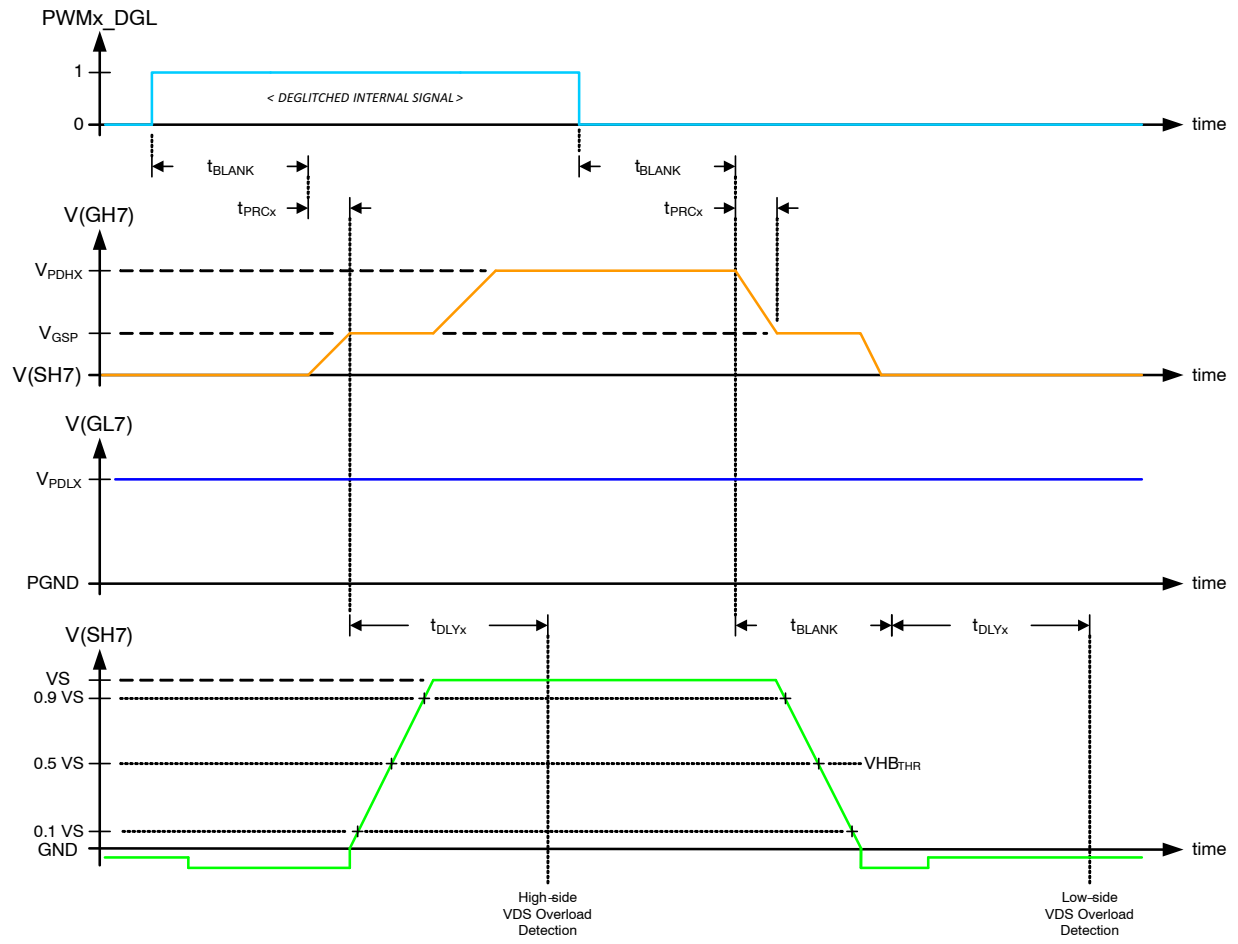 PWMx_DGL
1
< DEGLITCHED INTERNAL SIGNAL >
0
time
tBLANK
tBLANK
V(GH7)
tPRCx
tPRCx
VPDHX
VGSP
V(SH7)
time
V(GL7)
VPDLX
PGND
time
V(SH7)
tDLYx
tBLANK
tDLYx
VS
0.9 VS
0.5 VS
VHBTHR
0.1 VS
GND
time
High-side
VDS Overload
Detection
Low-side
VDS Overload
Detection